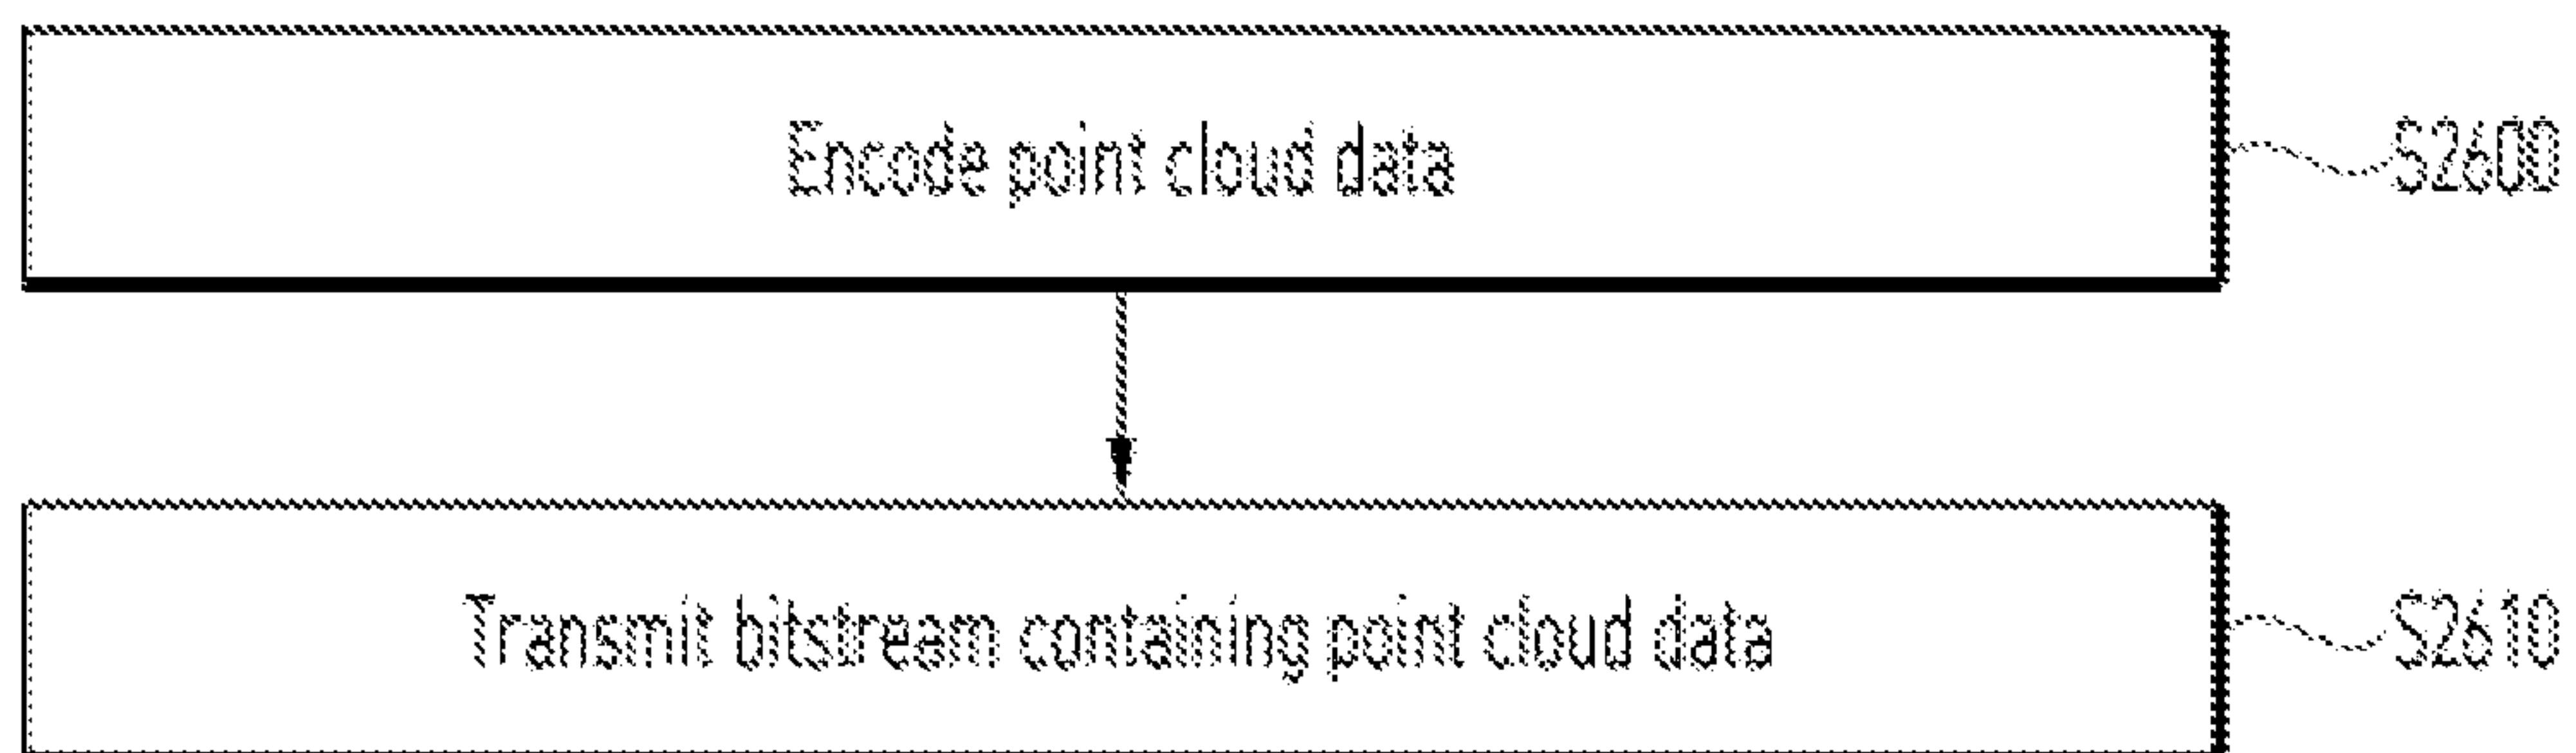 Encode point cloud data
S2600
Transmit bitstream containing point cloud data
S2610